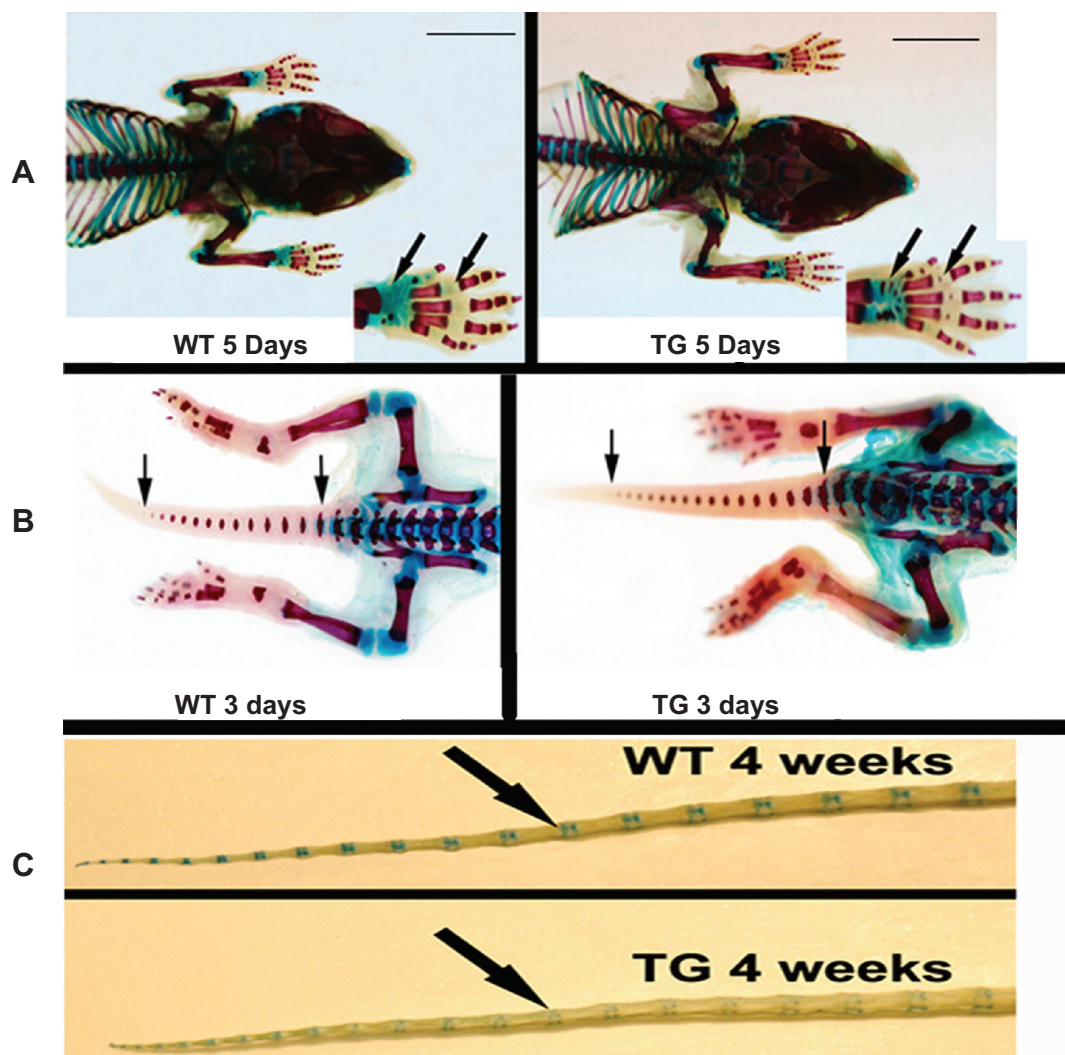 A
WT 5 Days
TG 5 Days
B
WT 3 days
TG 3 days
C
WT 4 weeks
TG 4 weeks